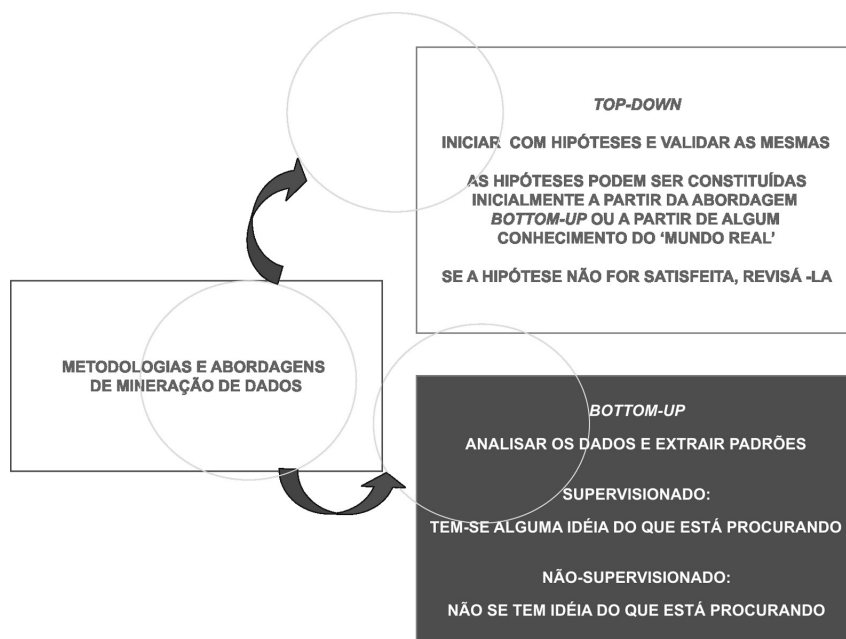 TOP-DOWN
INICIAR COM HIPÓTESES E VALIDAR AS MESMAS
AS HIPÓTESES PODEM SER CONSTITUÍDAS
INICIALMENTE A PARTIR DA ABORDAGEM
BOTTOM-UP OU A PARTIR DE ALGUM
CONHECIMENTO DO ‘MUNDO REAL’
SE A HIPÓTESE NÃO FOR SATISFEITA, REVISÁ -LA
METODOLOGIAS E ABORDAGENS
DE MINERAÇÃO DE DADOS
BOTTOM-UP
ANALISAR OS DADOS E EXTRAIR PADRÕES
SUPERVISIONADO:
TEM-SE ALGUMA IDÉIA DO QUE ESTÁ PROCURANDO
NÃO-SUPERVISIONADO:
NÃO SE TEM IDÉIA DO QUE ESTÁ PROCURANDO